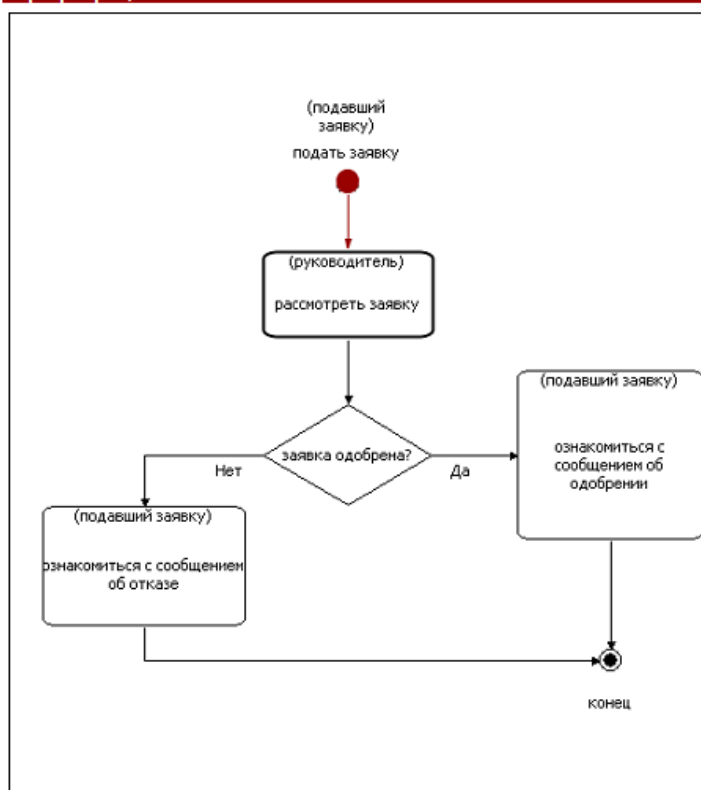 (подавший
заявку)
подать заявку
(руководитель)
рассмотреть заявку
заявка одобрена?
Нет
Да
(подавший заявку)
ознакомиться с
сообщением об
одобрении
(подавший заявку)
ознакомиться с сообщением
об отказе
конец